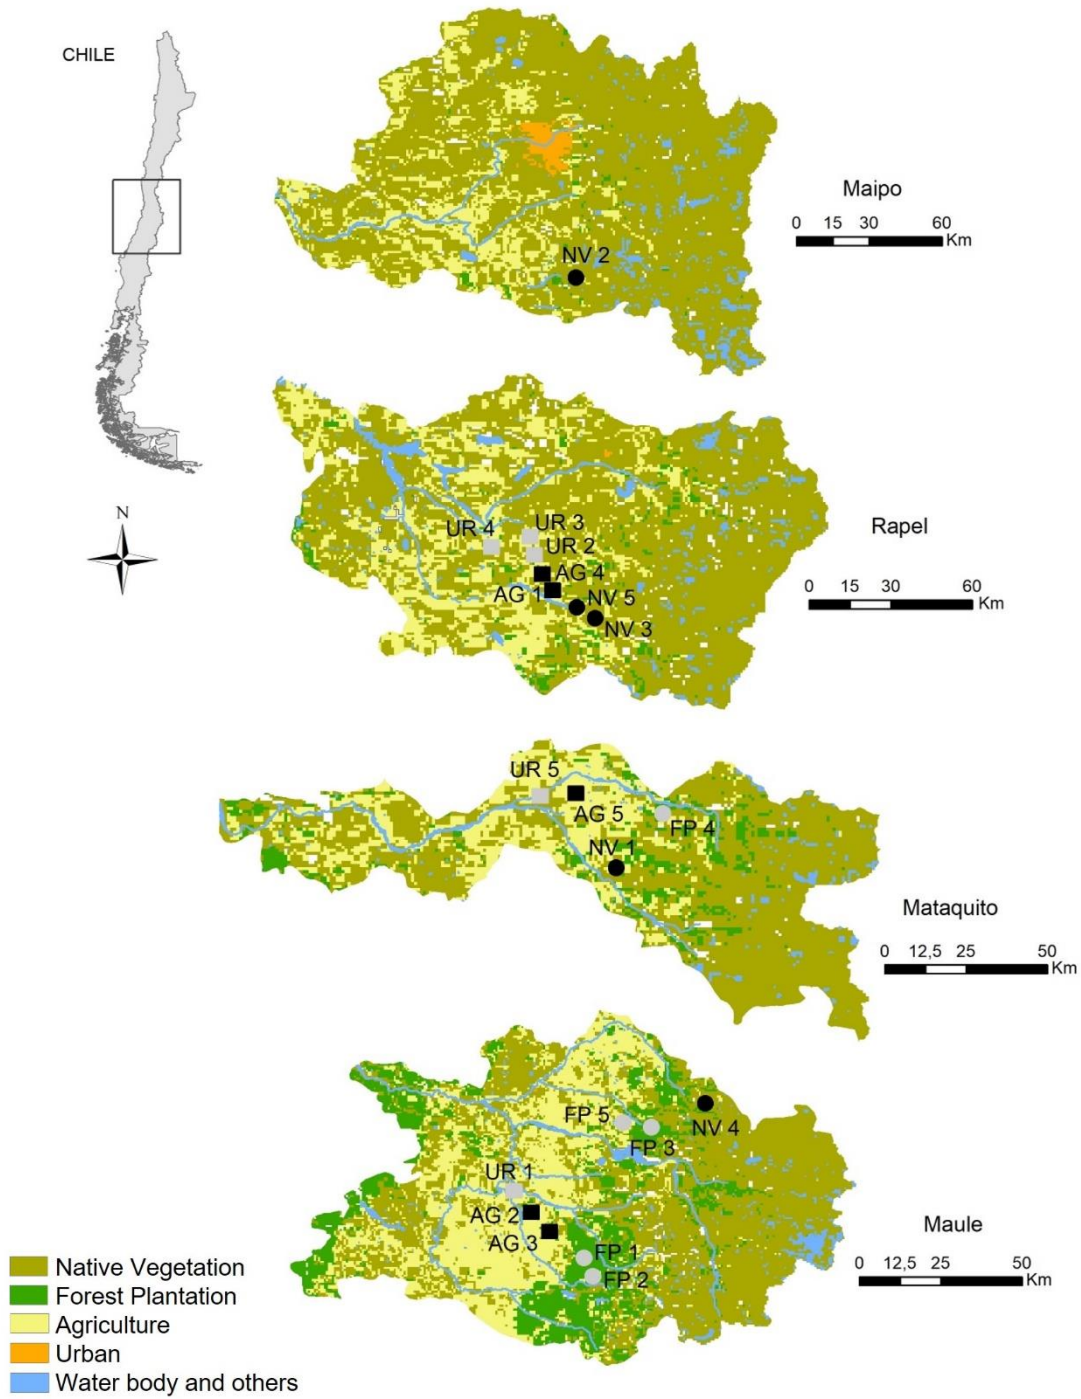 CHILE
Maipo
0 15 30 60
Km
NV 2
N
Rapel
0 15 30 60
Km
UR 3
UR 4
UR 2
AG 4
AG 1
NV 5
NV 3
UR 5
AG 5
FP 4
NV 1
Mataquito
0 12,5 25 50
Km
FP 5
NV 4
FP 3
UR 1
AG 2
AG 3
FP 1
FP 2
Maule
0 12,5 25 50
Km
Native Vegetation
Forest Plantation
Agriculture
Urban
Water body and others